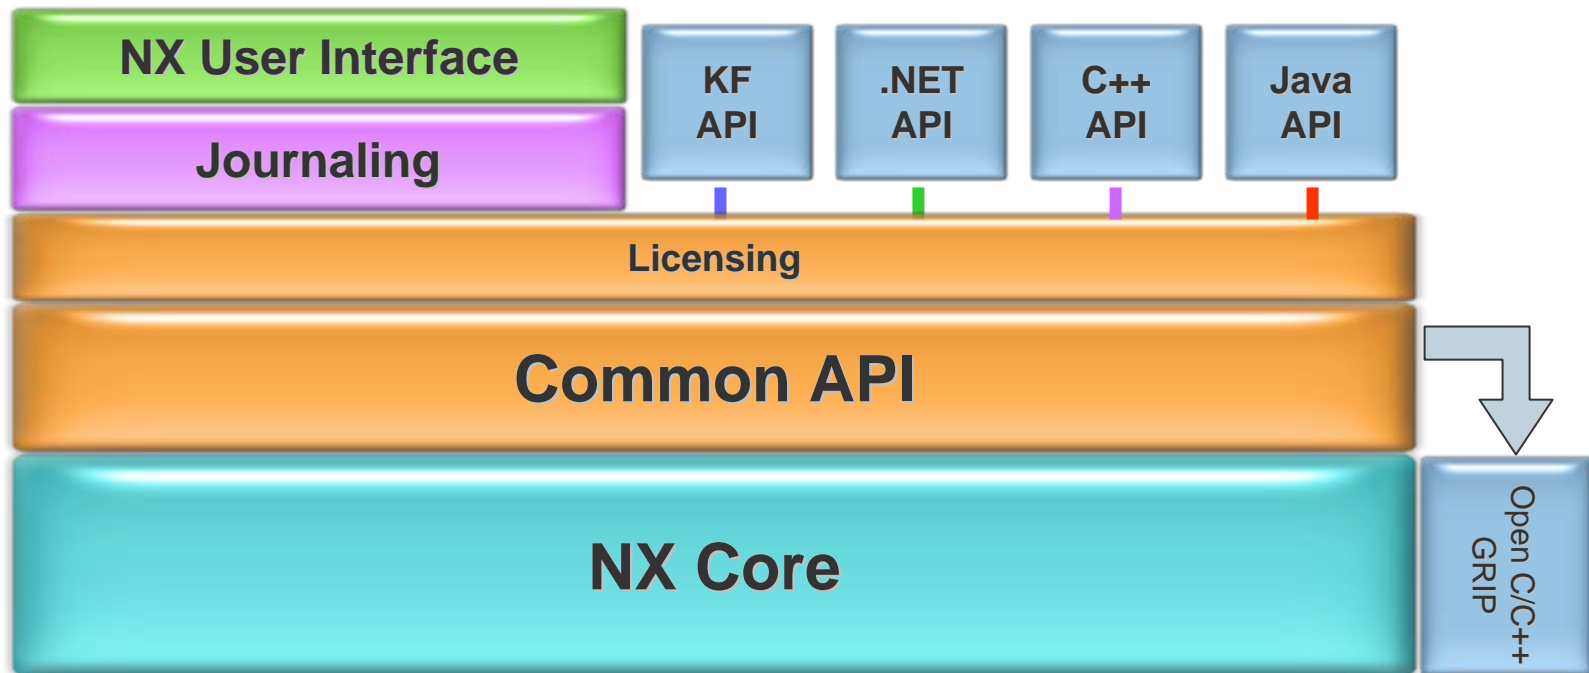 NX User Interface
Journaling
KF
API
.NET
API
C++
API
Java
API
Licensing
Common API
NX Core
Open C/C++
GRIP